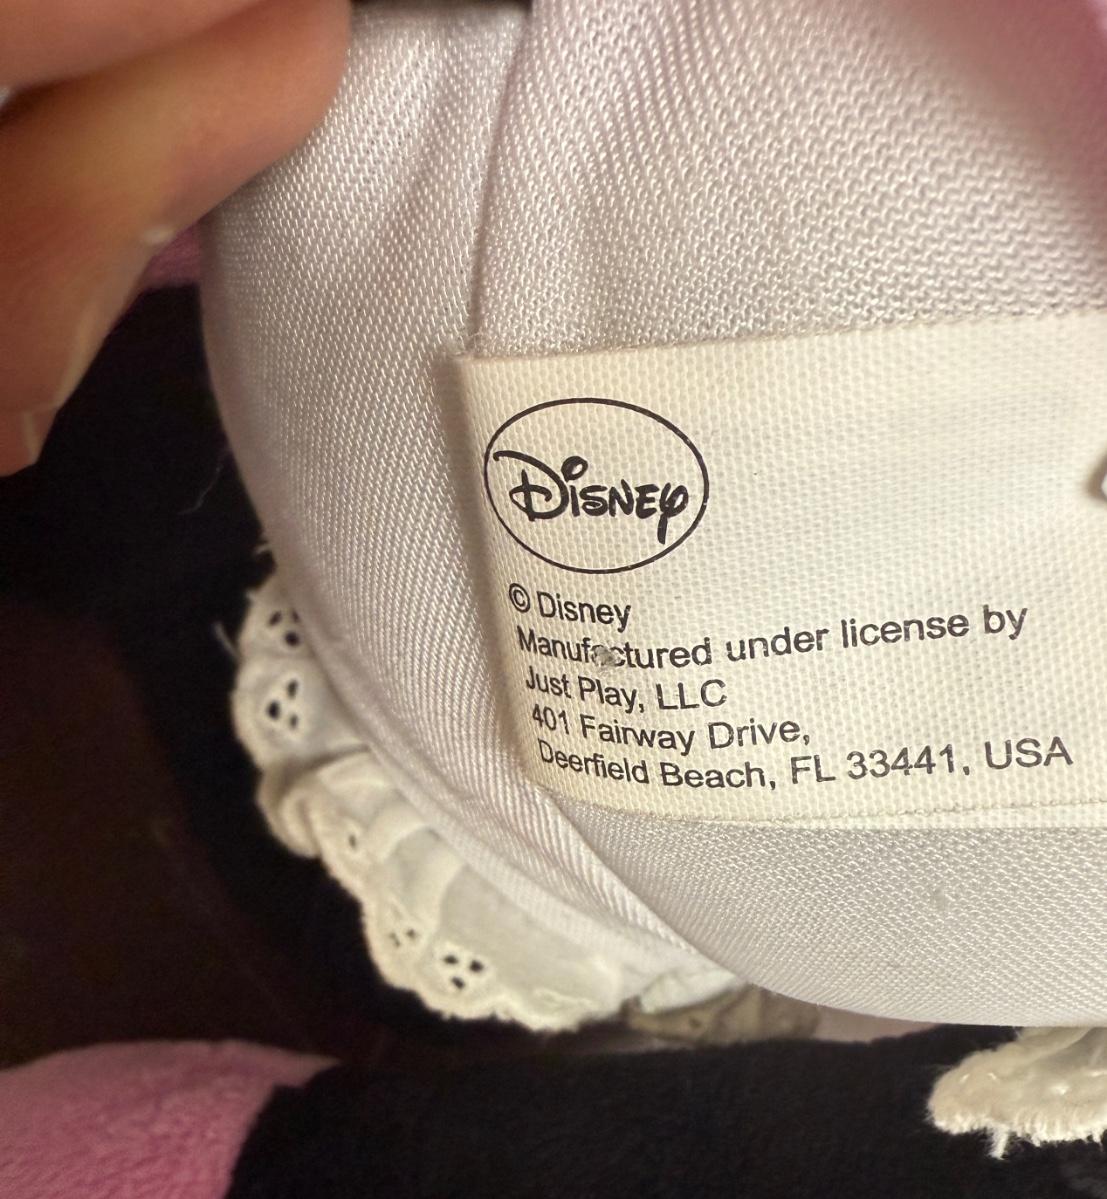 Disney
© Disney
Manufactured under license by
Just Play, LLC
401 Fairway Drive,
Deerfield Beach, FL 33441, USA